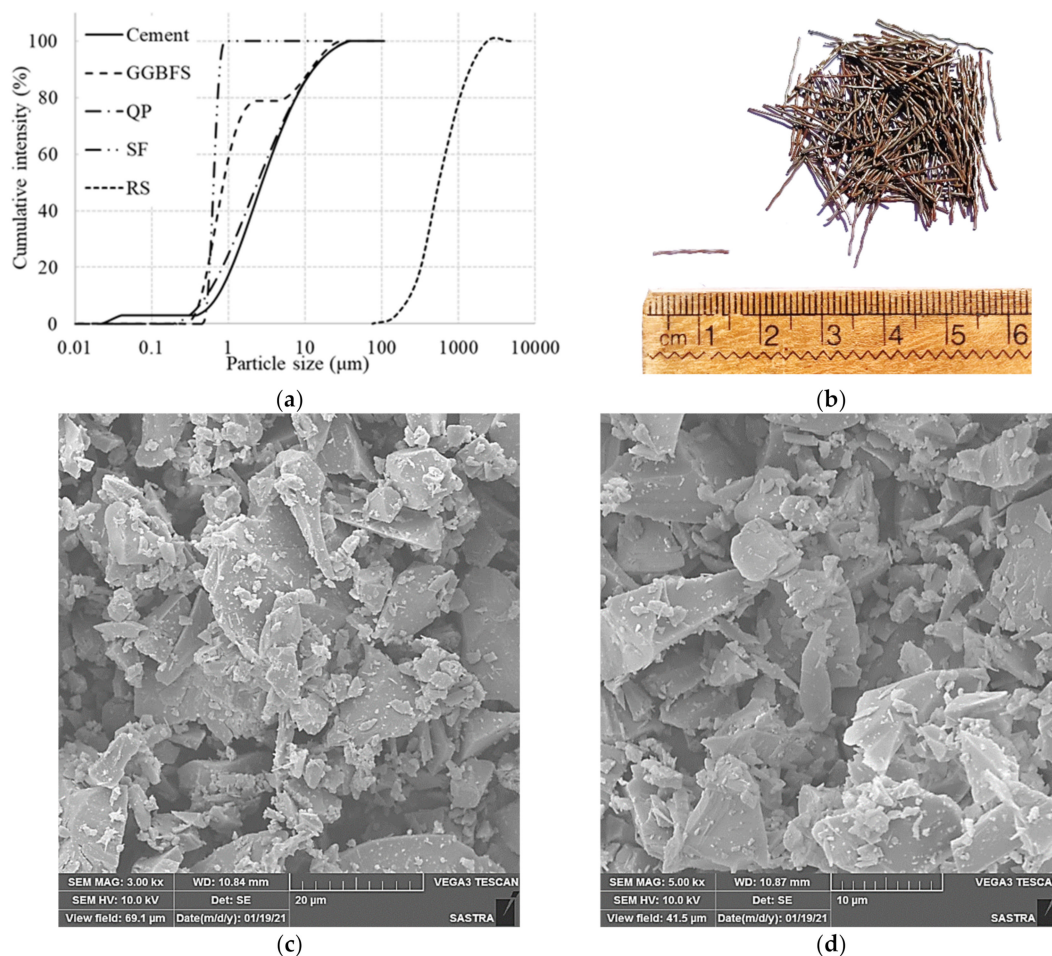 Cement
GGBFS
QP
SF
RS
Cumulative intensity (%)
100
80
60
40
20
0
0.01 0.1 1 10 100 1000 10000
Particle size (µm)
(a)
cm 1 2 3 4 5 6
(b)
SEM MAG: 3.00 kx WD: 10.84 mm VEGA3 TESCAN
SEM HV: 10.0 kV Det: SE 20 µm
View field: 69.1 µm Date(m/d/y): 01/19/21 SASTRA
(c)
SEM MAG: 5.00 kx WD: 10.87 mm VEGA3 TESCAN
SEM HV: 10.0 kV Det: SE 10 µm
View field: 41.5 µm Date(m/d/y): 01/19/21 SASTRA
(d)